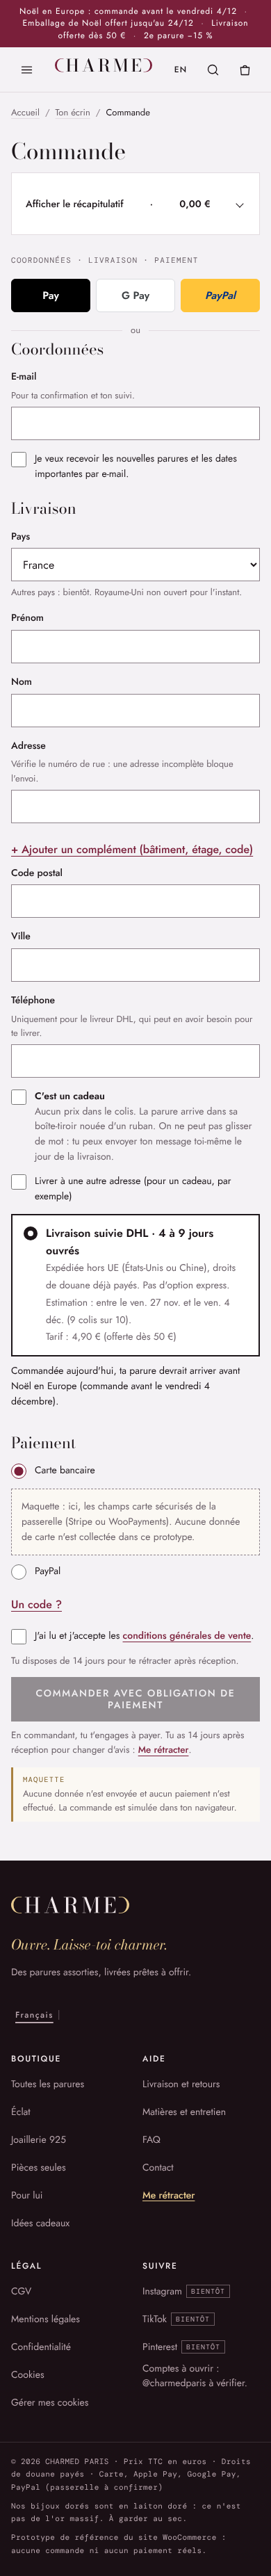 Noël en Europe : commande avant le vendredi 4/12 ·
Emballage de Noël offert jusqu'au 24/12 · Livraison
offerte dès 50 € · 2e parure −15 %
CHARMED
EN
Accueil / Ton écrin / Commande
Commande
Afficher le récapitulatif · 0,00 €
COORDONNÉES · LIVRAISON · PAIEMENT
Pay
G Pay
PayPal
ou
Coordonnées
E-mail
Pour ta confirmation et ton suivi.
Je veux recevoir les nouvelles parures et les dates
importantes par e-mail.
Livraison
Pays
France
Autres pays : bientôt. Royaume-Uni non ouvert pour l'instant.
Prénom
Nom
Adresse
Vérifie le numéro de rue : une adresse incomplète bloque
l'envoi.
+ Ajouter un complément (bâtiment, étage, code)
Code postal
Ville
Téléphone
Uniquement pour le livreur DHL, qui peut en avoir besoin pour
te livrer.
C'est un cadeau
Aucun prix dans le colis. La parure arrive dans sa
boîte-tiroir nouée d'un ruban. On ne peut pas glisser
de mot : tu peux envoyer ton message toi-même le
jour de la livraison.
Livrer à une autre adresse (pour un cadeau, par
exemple)
Livraison suivie DHL · 4 à 9 jours
ouvrés
Expédiée hors UE (États-Unis ou Chine), droits
de douane déjà payés. Pas d'option express.
Estimation : entre le ven. 27 nov. et le ven. 4
déc. (9 colis sur 10).
Tarif : 4,90 € (offerte dès 50 €)
Commandée aujourd'hui, ta parure devrait arriver avant
Noël en Europe (commande avant le vendredi 4
décembre).
Paiement
Carte bancaire
Maquette : ici, les champs carte sécurisés de la
passerelle (Stripe ou WooPayments). Aucune donnée
de carte n'est collectée dans ce prototype.
PayPal
Un code ?
J'ai lu et j'accepte les conditions générales de vente.
Tu disposes de 14 jours pour te rétracter après réception.
COMMANDER AVEC OBLIGATION DE
PAIEMENT
En commandant, tu t'engages à payer. Tu as 14 jours après
réception pour changer d'avis : Me rétracter.
MAQUETTE
Aucune donnée n'est envoyée et aucun paiement n'est
effectué. La commande est simulée dans ton navigateur.
CHARMED
Ouvre. Laisse-toi charmer.
Des parures assorties, livrées prêtes à offrir.
Français
BOUTIQUE
Toutes les parures
Éclat
Joaillerie 925
Pièces seules
Pour lui
Idées cadeaux
AIDE
Livraison et retours
Matières et entretien
FAQ
Contact
Me rétracter
LÉGAL
CGV
Mentions légales
Confidentialité
Cookies
Gérer mes cookies
SUIVRE
Instagram BIENTÔT
TikTok BIENTÔT
Pinterest BIENTÔT
Comptes à ouvrir :
@charmedparis à vérifier.
© 2026 CHARMED PARIS · Prix TTC en euros · Droits
de douane payés · Carte, Apple Pay, Google Pay,
PayPal (passerelle à confirmer)
Nos bijoux dorés sont en laiton doré : ce n'est
pas de l'or massif. À garder au sec.
Prototype de référence du site WooCommerce :
aucune commande ni aucun paiement réels.